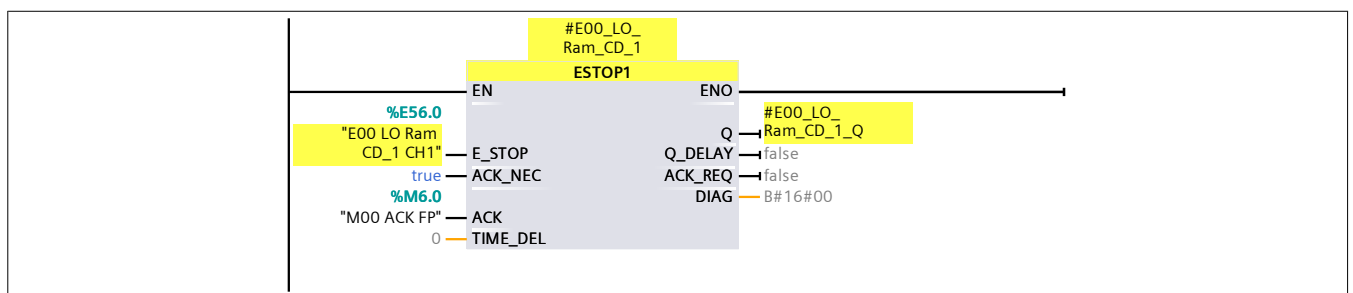 #E00_LO_
Ram_CD_1
ESTOP1
EN ENO
%E56.0
"E00 LO Ram
CD_1 CH1"
E_STOP
ACK_NEC
true
%M6.0
"M00 ACK FP"
ACK
0
TIME_DEL
#E00_LO_
Ram_CD_1_Q
Q
Q_DELAY
false
ACK_REQ
false
DIAG
B#16#00